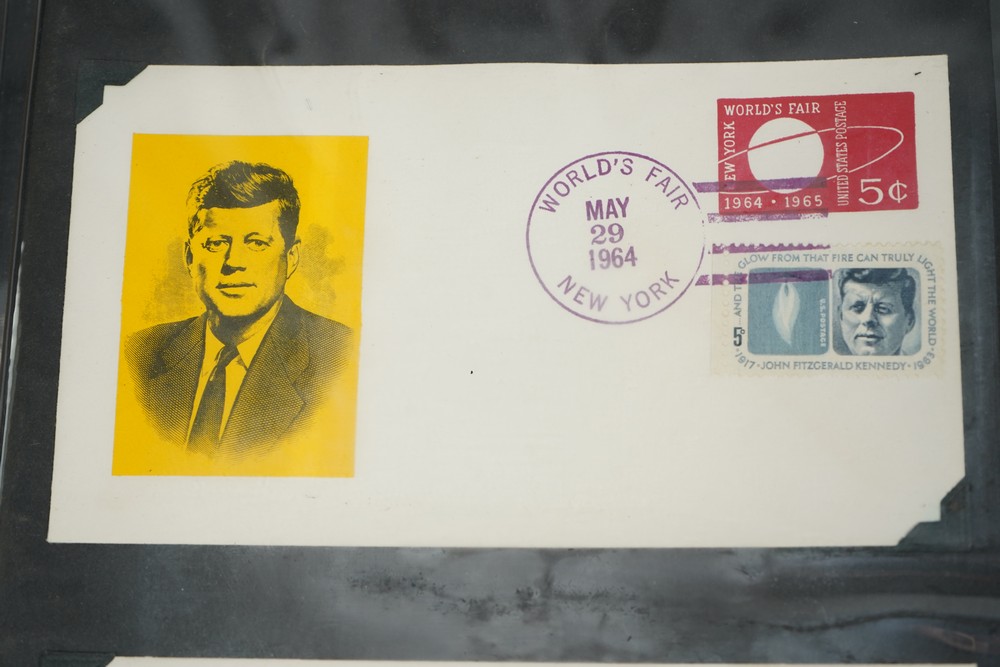 WORLD'S FAIR
MAY
29
1964
NEW YORK
WORLD'S FAIR
NEW YORK
UNITED STATES POSTAGE
1964 • 1965
5¢
...AND THE GLOW FROM THAT FIRE CAN TRULY LIGHT THE WORLD
U.S. POSTAGE
5¢
•1917•JOHN FITZGERALD KENNEDY•1963•